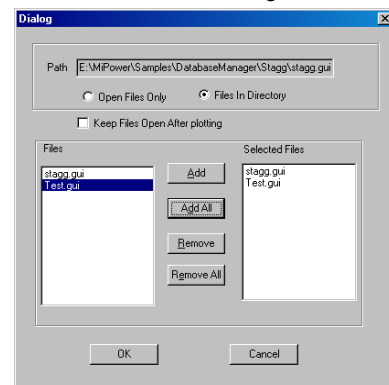 Dialog
Path E:\MiPower\Samples\DatabaseManager\Stagg\stagg.gui
Open Files Only Files In Directory
Keep Files Open After plotting
Files Selected Files
stagg.gui Add stagg.gui
Test.gui Test.gui
Add All
Remove
Remove All
OK Cancel